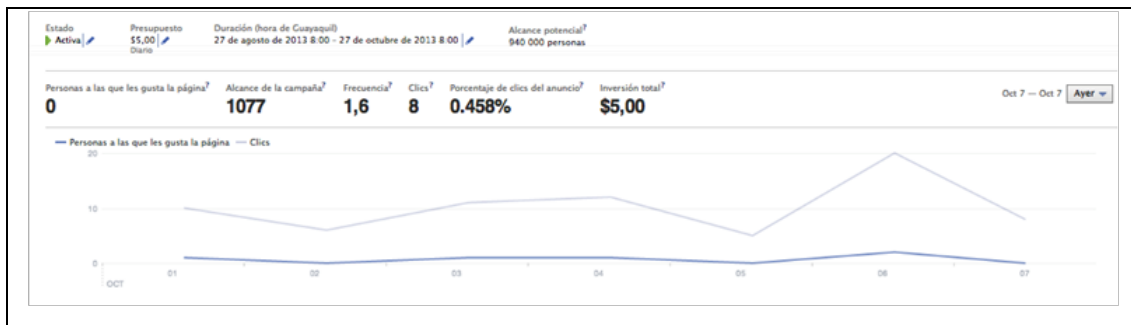 Estado Presupuesto Duración (hora de Guayaquil) Alcance potencial?
Activa $5,00 27 de agosto de 2013 8:00 – 27 de octubre de 2013 8:00 940 000 personas
Diario
Personas a las que les gusta la página? Alcance de la campaña? Frecuencia? Clics? Porcentaje de clics del anuncio? Inversión total?
0 1077 1,6 8 0.458% $5,00 Oct 7 — Oct 7 Ayer
Personas a las que les gusta la página Clics
20
10
0
01 02 03 04 05 06 07
OCT